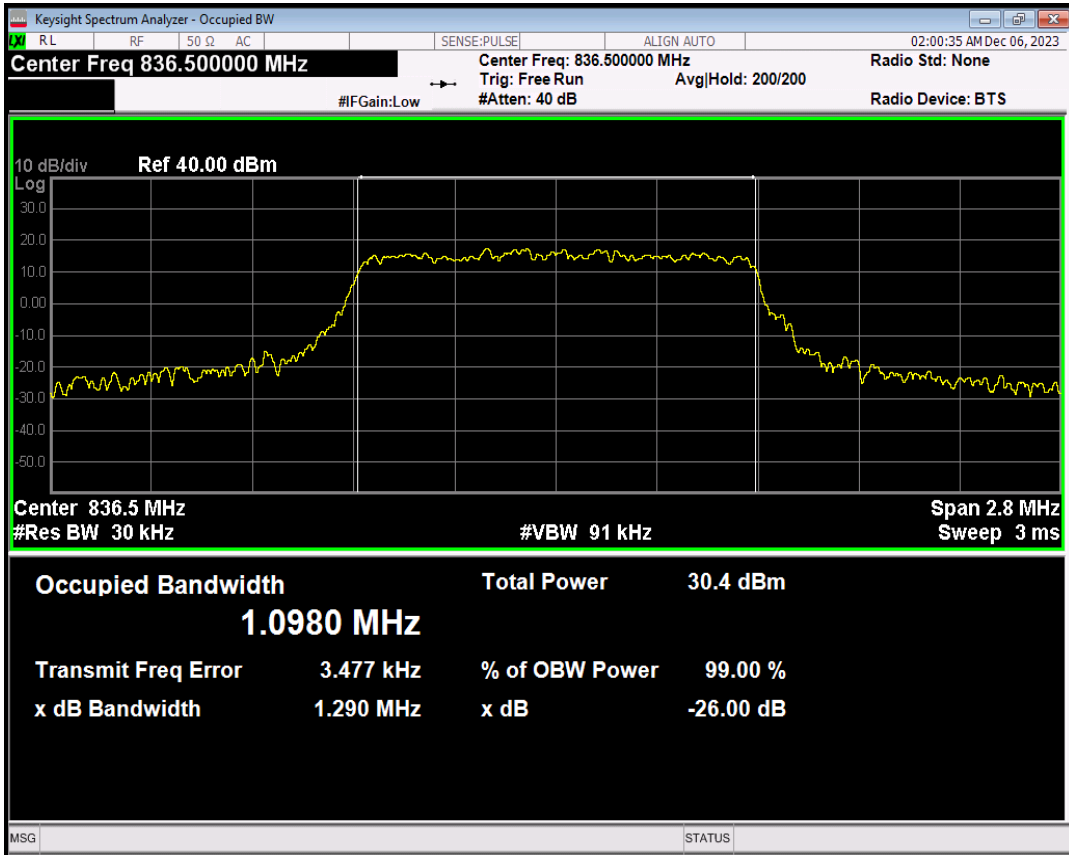 Keysight Spectrum Analyzer - Occupied BW
LXI RL RF 50 Ω AC SENSE:PULSE ALIGN AUTO 02:00:35 AM Dec 06, 2023
Center Freq 836.500000 MHz Center Freq: 836.500000 MHz Radio Std: None
Trig: Free Run Avg|Hold: 200/200
#IFGain:Low #Atten: 40 dB Radio Device: BTS
10 dB/div Ref 40.00 dBm
Log
30.0
20.0
10.0
0.00
-10.0
-20.0
-30.0
-40.0
-50.0
Center 836.5 MHz Span 2.8 MHz
#Res BW 30 kHz #VBW 91 kHz Sweep 3 ms
Occupied Bandwidth Total Power 30.4 dBm
1.0980 MHz
Transmit Freq Error 3.477 kHz % of OBW Power 99.00 %
x dB Bandwidth 1.290 MHz x dB -26.00 dB
MSG STATUS